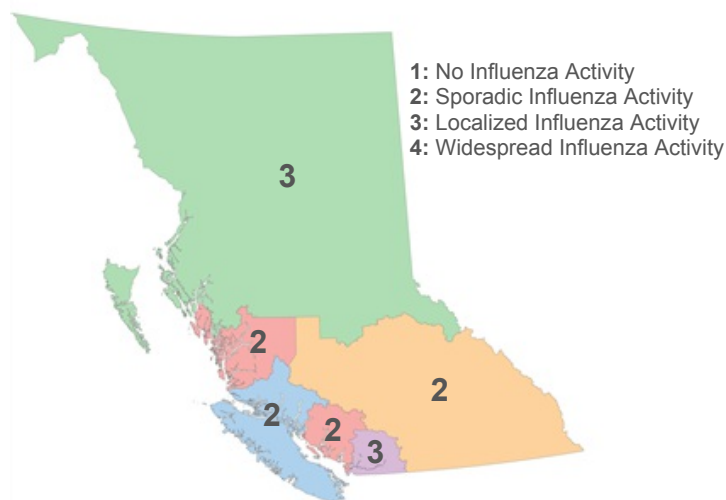 1: No Influenza Activity
2: Sporadic Influenza Activity
3: Localized Influenza Activity
4: Widespread Influenza Activity
3
2
2
2
2
3